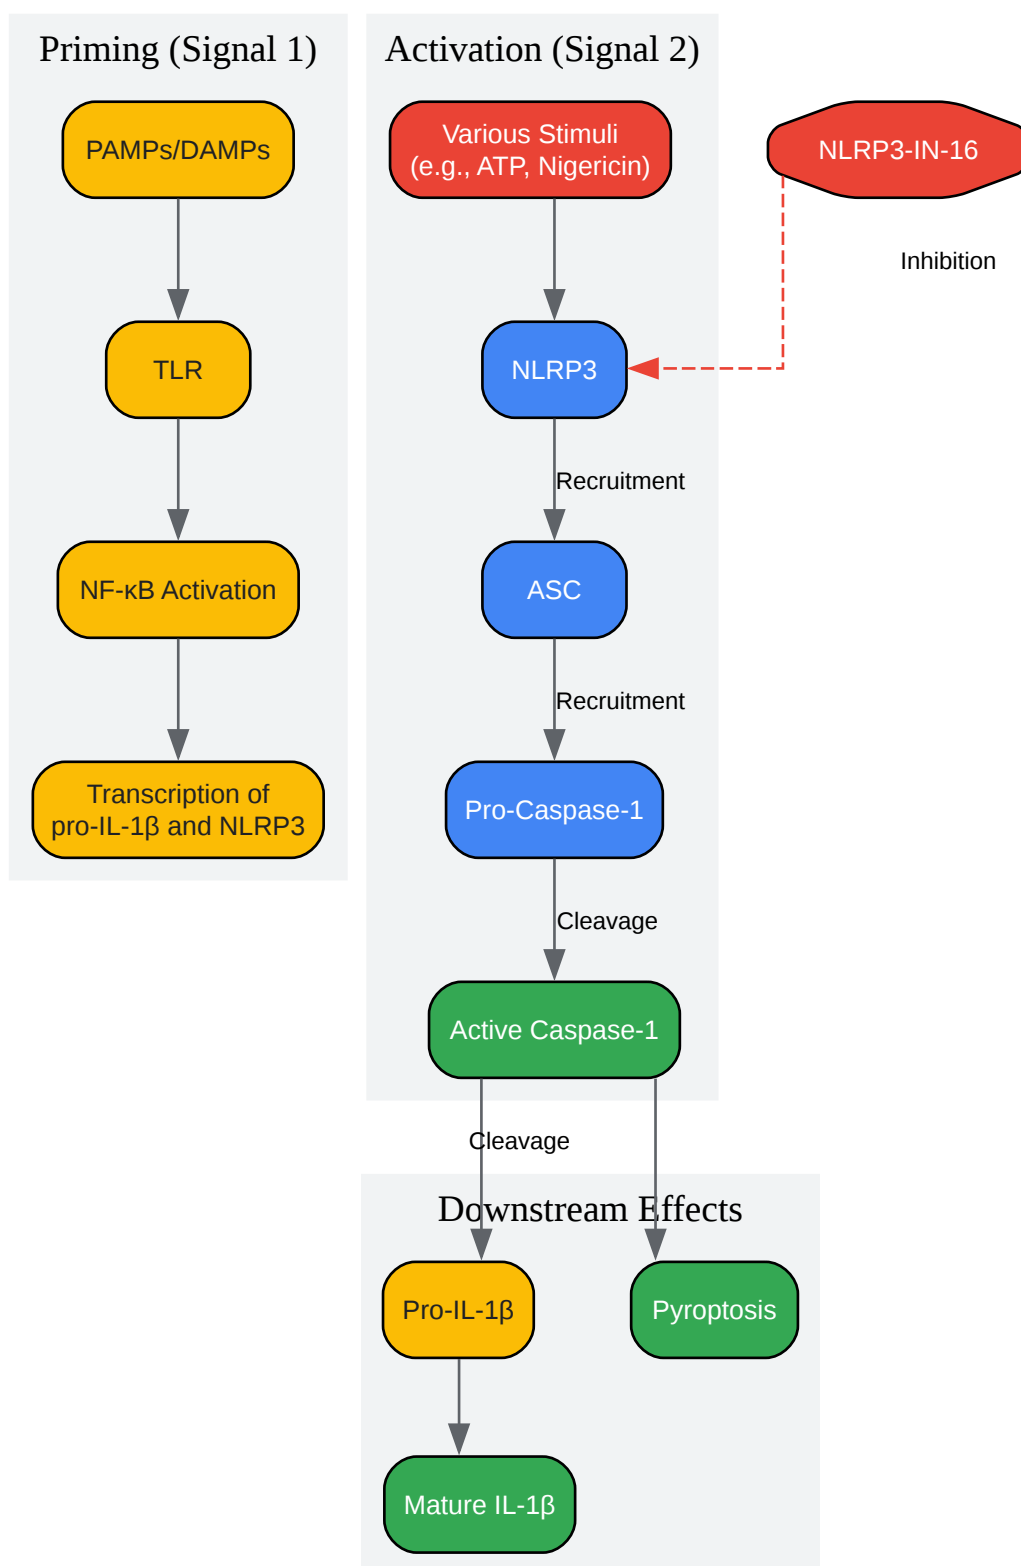 Priming (Signal 1)
PAMPs/DAMPs
TLR
NF-κB Activation
Transcription of
pro-IL-1β and NLRP3
Activation (Signal 2)
Various Stimuli
(e.g., ATP, Nigericin)
NLRP3
Recruitment
ASC
Recruitment
Pro-Caspase-1
Cleavage
Active Caspase-1
Cleavage
NLRP3-IN-16
Inhibition
Downstream Effects
Pro-IL-1β
Pyroptosis
Mature IL-1β